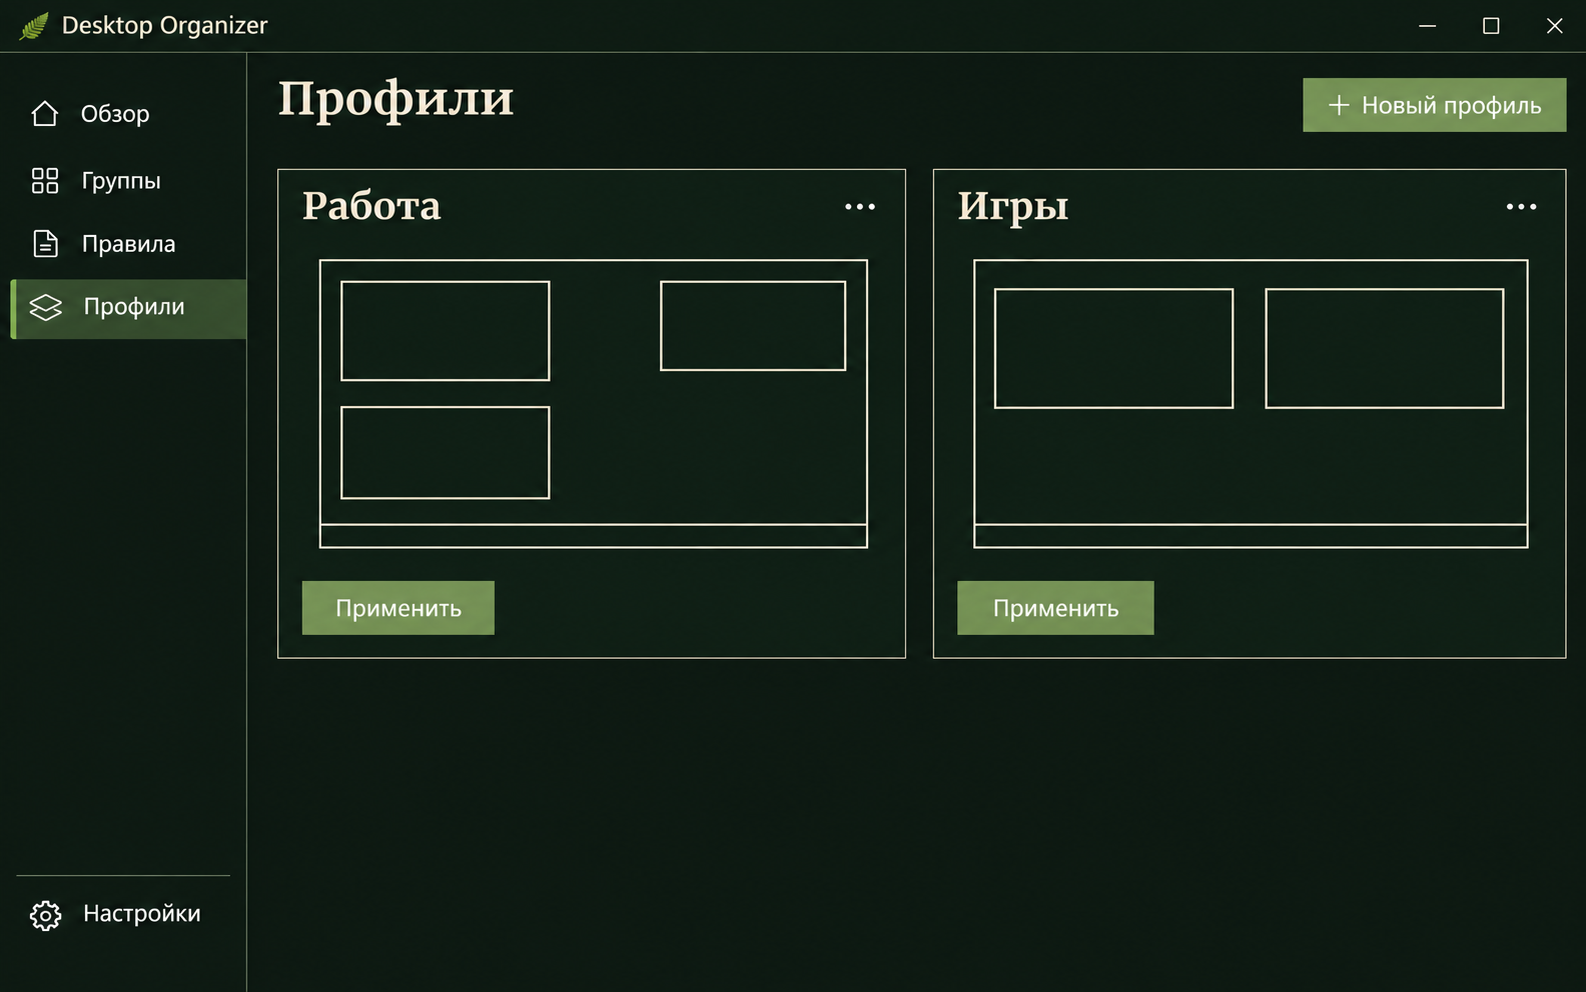 Desktop Organizer
Обзор
Группы
Правила
Профили
Настройки
Профили
Новый профиль
Работа
Применить
Игры
Применить